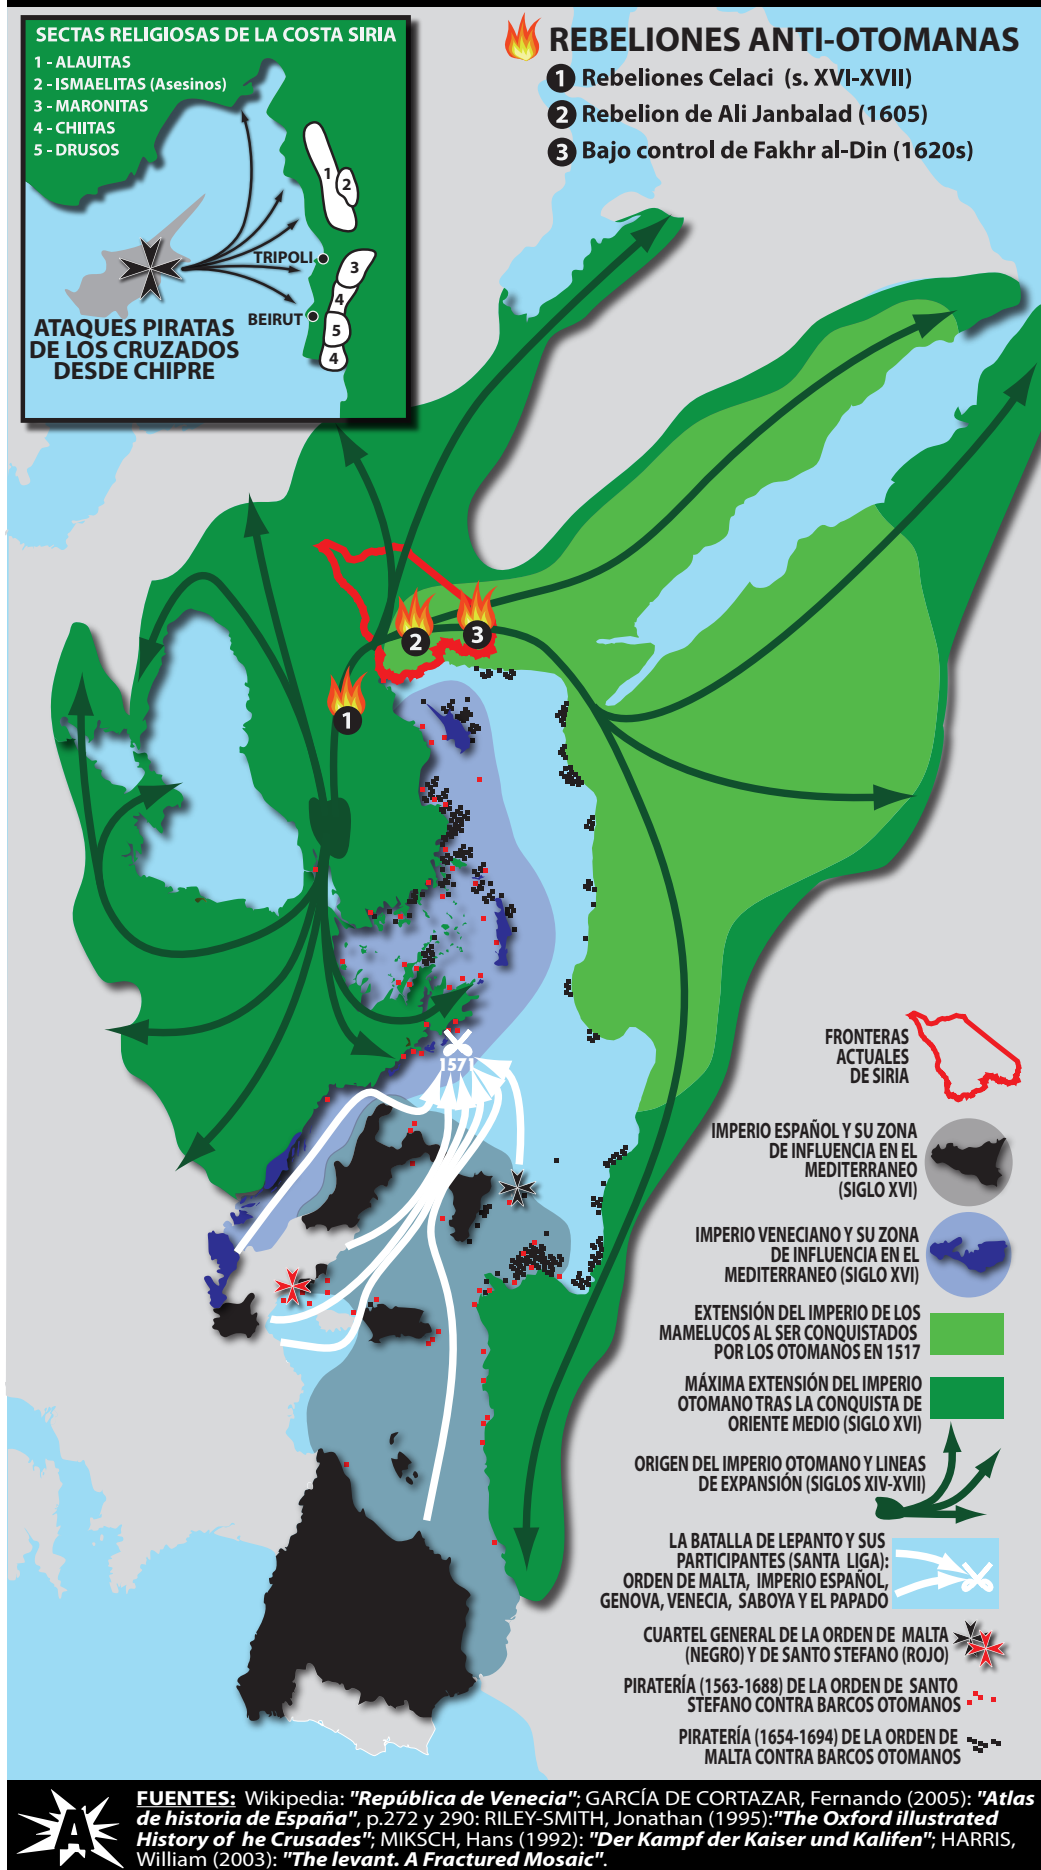 SECTAS RELIGIOSAS DE LA COSTA SIRIA
1 - ALAUITAS
2 - ISMAELITAS (Asesinos)
3 - MARONITAS
4 - CHIITAS
5 - DRUSOS
1
2
TRIPOLI
3
4
BEIRUT
5
4
ATAQUES PIRATAS
DE LOS CRUZADOS
DESDE CHIPRE
REBELIONES ANTI-OTOMANAS
1 Rebeliones Celaci (s. XVI-XVII)
2 Rebelion de Ali Janbalad (1605)
3 Bajo control de Fakhr al-Din (1620s)
2
3
1
1571
FRONTERAS
ACTUALES
DE SIRIA
IMPERIO ESPAÑOL Y SU ZONA
DE INFLUENCIA EN EL
MEDITERRANEO
(SIGLO XVI)
IMPERIO VENECIANO Y SU ZONA
DE INFLUENCIA EN EL
MEDITERRANEO (SIGLO XVI)
EXTENSIÓN DEL IMPERIO DE LOS
MAMELUCOS AL SER CONQUISTADOS
POR LOS OTOMANOS EN 1517
MÁXIMA EXTENSIÓN DEL IMPERIO
OTOMANO TRAS LA CONQUISTA DE
ORIENTE MEDIO (SIGLO XVI)
ORIGEN DEL IMPERIO OTOMANO Y LINEAS
DE EXPANSIÓN (SIGLOS XIV-XVII)
LA BATALLA DE LEPANTO Y SUS
PARTICIPANTES (SANTA LIGA):
ORDEN DE MALTA, IMPERIO ESPAÑOL,
GENOVA, VENECIA, SABOYA Y EL PAPADO
CUARTEL GENERAL DE LA ORDEN DE MALTA
(NEGRO) Y DE SANTO STEFANO (ROJO)
PIRATERÍA (1563-1688) DE LA ORDEN DE SANTO
STEFANO CONTRA BARCOS OTOMANOS
PIRATERÍA (1654-1694) DE LA ORDEN DE
MALTA CONTRA BARCOS OTOMANOS
A
FUENTES: Wikipedia: "República de Venecia"; GARCÍA DE CORTAZAR, Fernando (2005): "Atlas
de historia de España", p.272 y 290: RILEY-SMITH, Jonathan (1995):"The Oxford illustrated
History of he Crusades"; MIKSCH, Hans (1992): "Der Kampf der Kaiser und Kalifen"; HARRIS,
William (2003): "The levant. A Fractured Mosaic".